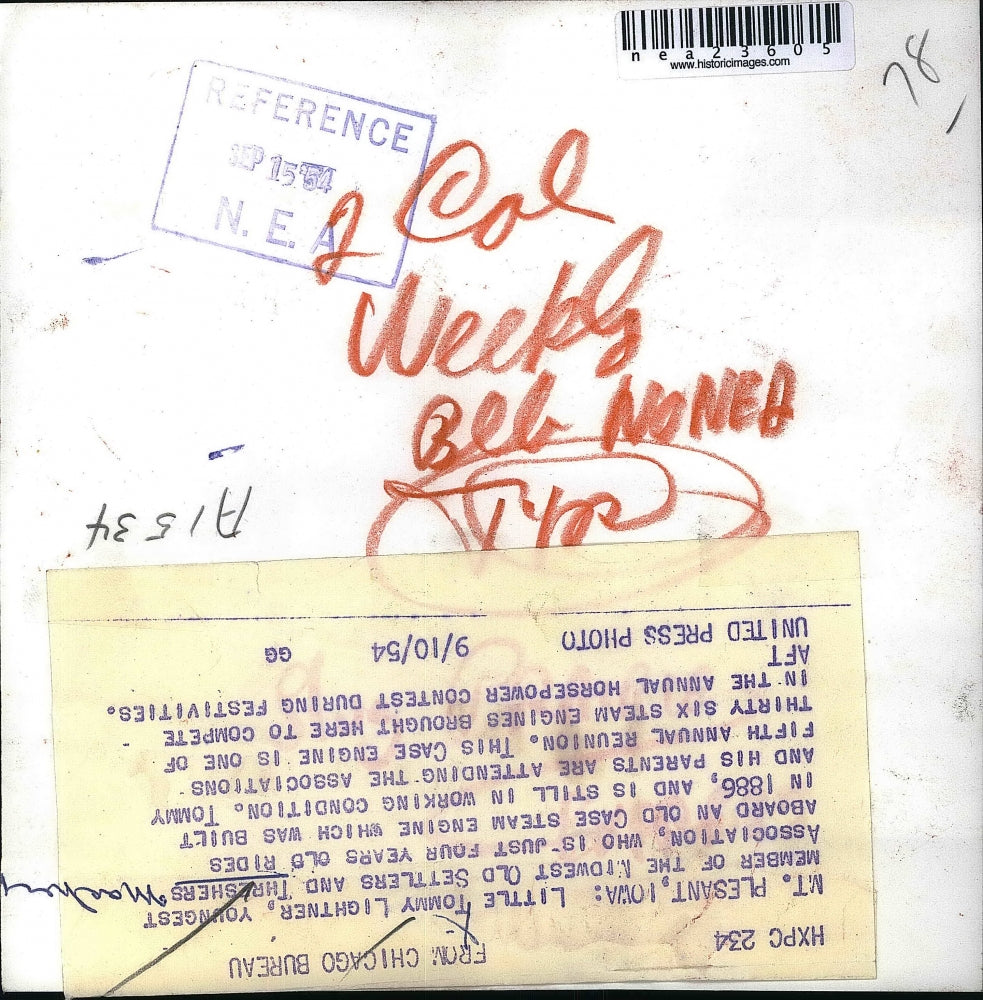 nea23605
www.historicimages.com
78
REFERENCE
SEP 15 '54
N. E. A
2 Col
Weekly
NEA
A1534
HXPC 234
FROM CHICAGO BUREAU
MT. PLESANT, IOWA: LITTLE TOMMY LIGHTNER, YOUNGEST
MEMBER OF THE MIDWEST OLD SETTLERS AND THRESHERS
ASSOCIATION, WHO IS JUST FOUR YEARS OLD RIDES
ABOARD AN OLD CASE STEAM ENGINE WHICH WAS BUILT
IN 1886, AND IS STILL IN WORKING CONDITION. TOMMY
AND HIS PARENTS ARE ATTENDING THE ASSOCIATIONS
FIFTH ANNUAL REUNION. THIS CASE ENGINE IS ONE OF
THIRTY SIX STEAM ENGINES BROUGHT HERE TO COMPETE
IN THE ANNUAL HORSEPOWER CONTEST DURING FESTIVITIES.
AFT
UNITED PRESS PHOTO 9/10/54 GG